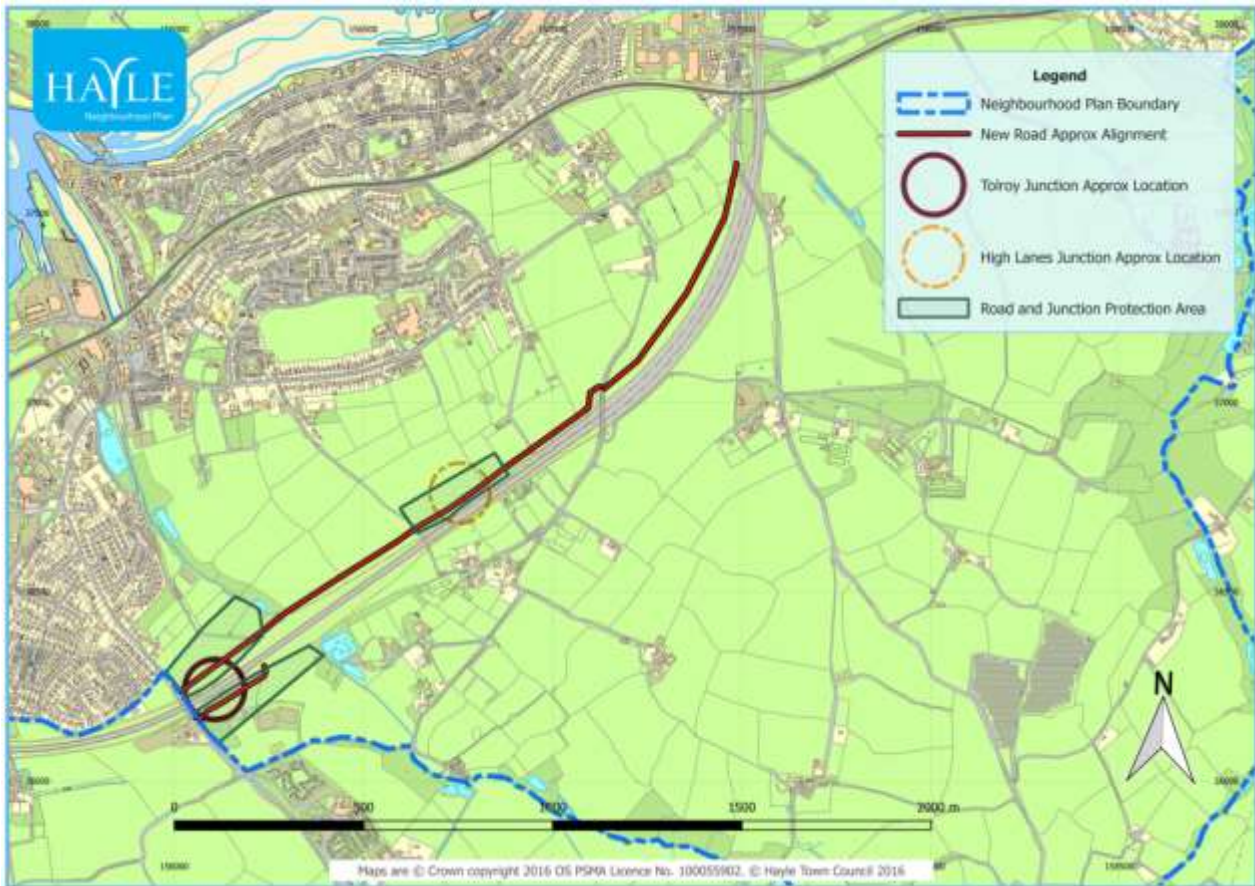 HAYLE
Neighbourhood Plan
Legend
Neighbourhood Plan Boundary
New Road Approx Alignment
Tolroy Junction Approx Location
High Lanes Junction Approx Location
Road and Junction Protection Area
N
0 500 1000 1500 2000 m
Maps are © Crown copyright 2016 OS PSMA Licence No. 100055902. © Hayle Town Council 2016